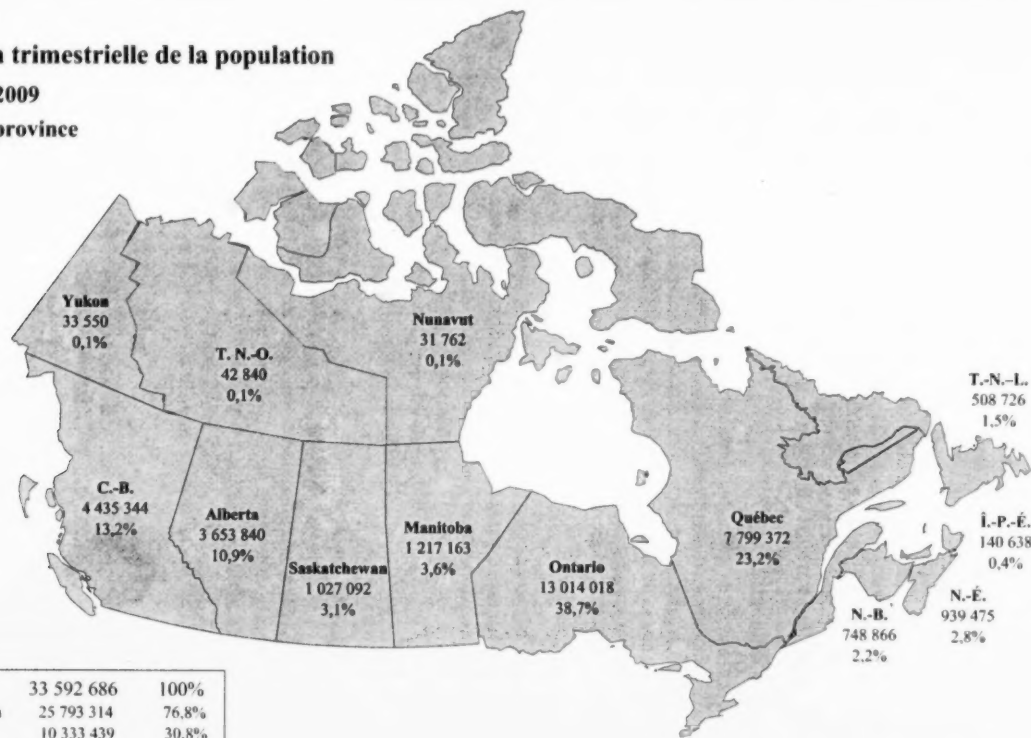 trimestrielle de la population
2009
province
Yukon
33 550
0,1%
T. N.-O.
42 840
0,1%
Nunavut
31 762
0,1%
T.-N.–L.
508 726
1,5%
C.-B.
4 435 344
13,2%
Alberta
3 653 840
10,9%
Saskatchewan
1 027 092
3,1%
Manitoba
1 217 163
3,6%
Ontario
13 014 018
38,7%
Québec
7 799 372
23,2%
Î.-P.-É.
140 638
0,4%
N.-É.
939 475
2,8%
N.-B.
748 866
2,2%
33 592 686 100%
25 793 314 76,8%
10 333 439 30,8%